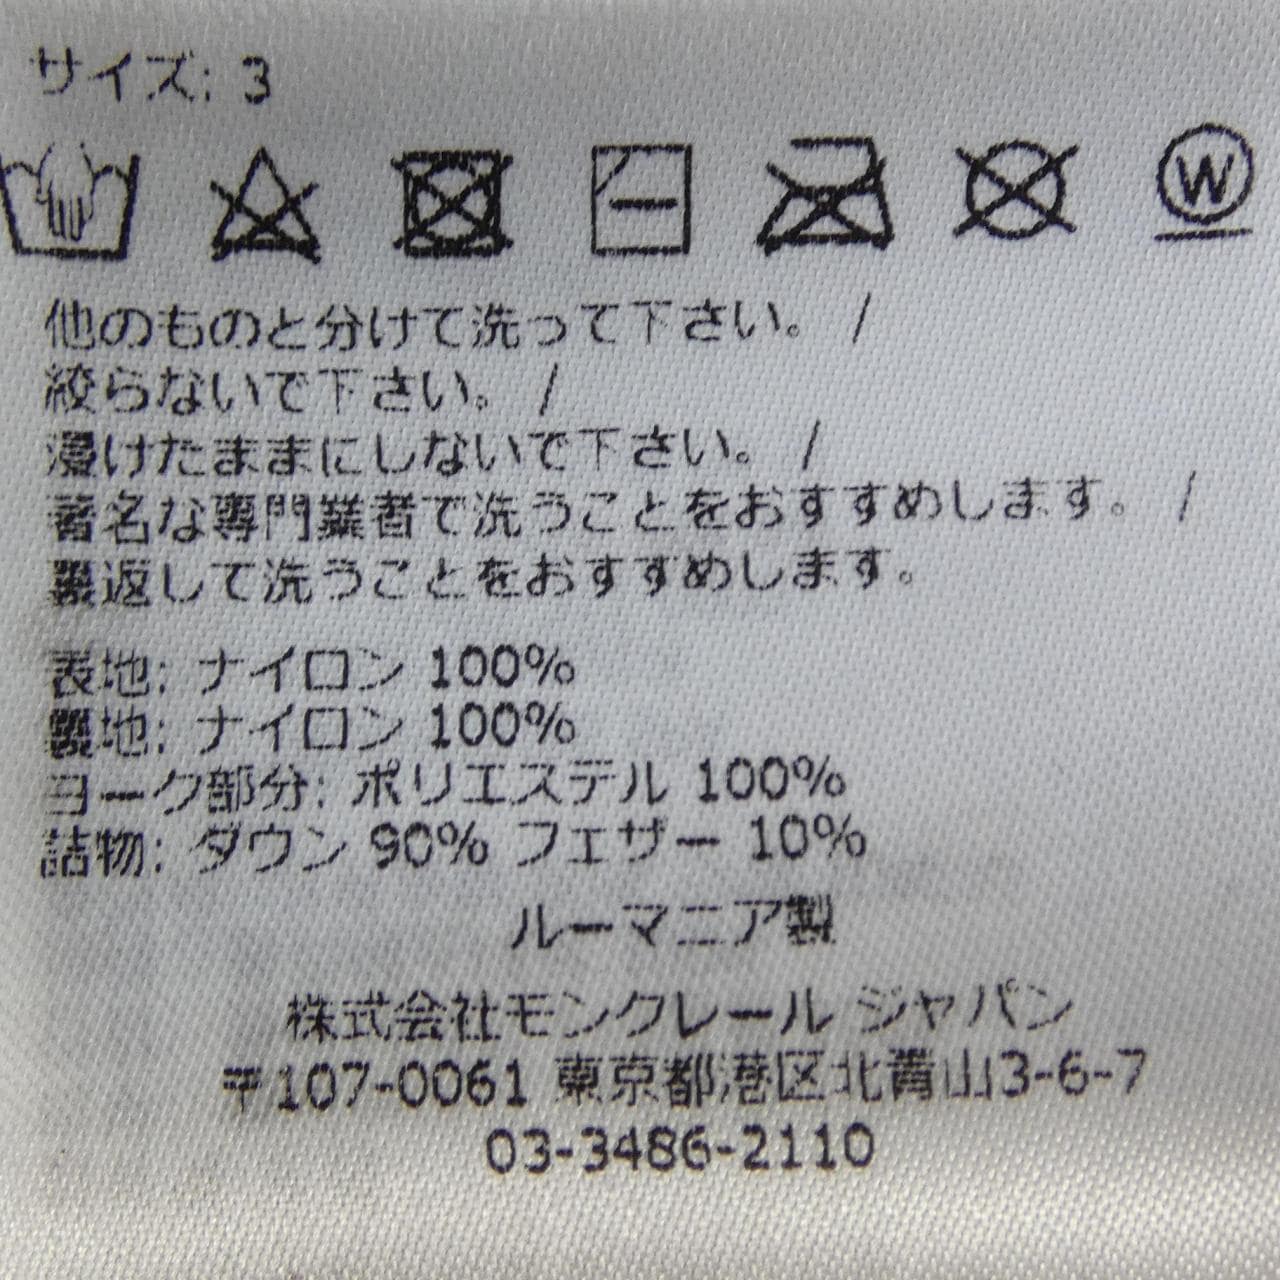 サイズ: 3
W
他のものと分けて洗って下さい。 /
絞らないで下さい。 /
浸けたままにしないで下さい。 /
著名な専門業者で洗うことをおすすめします。 /
裏返して洗うことをおすすめします。
表地: ナイロン 100%
裏地: ナイロン 100%
ヨーク部分: ポリエステル 100%
詰物: ダウン 90% フェザー 10%
ルーマニア製
株式会社モンクレール ジャパン
〒107-0061 東京都港区北青山3-6-7
03-3486-2110